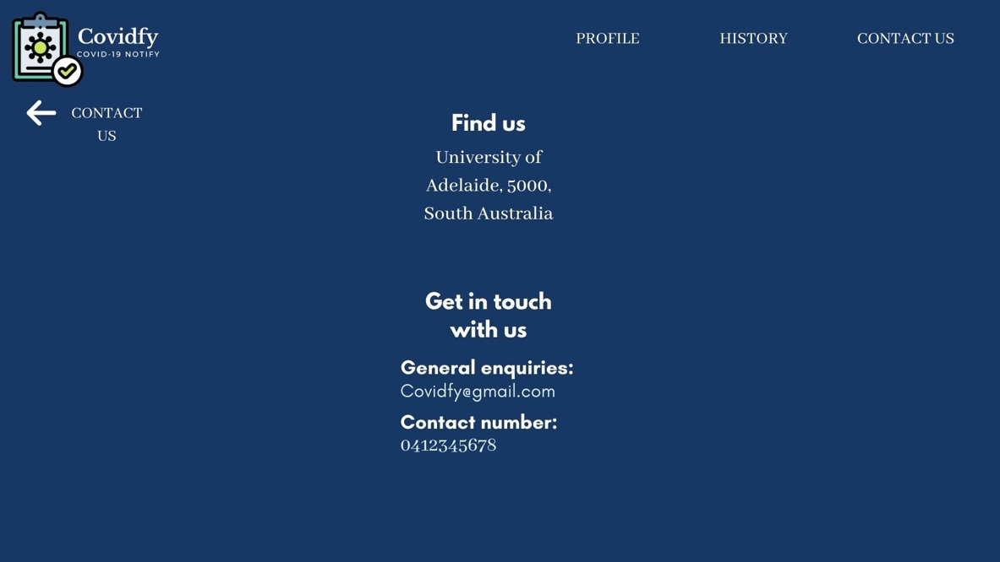 Covidfy
COVID-19 NOTIFY
PROFILE
HISTORY
CONTACT US
CONTACT
US
Find us
University of
Adelaide, 5000,
South Australia
Get in touch
with us
General enquiries:
Covidfy@gmail.com
Contact number:
0412345678